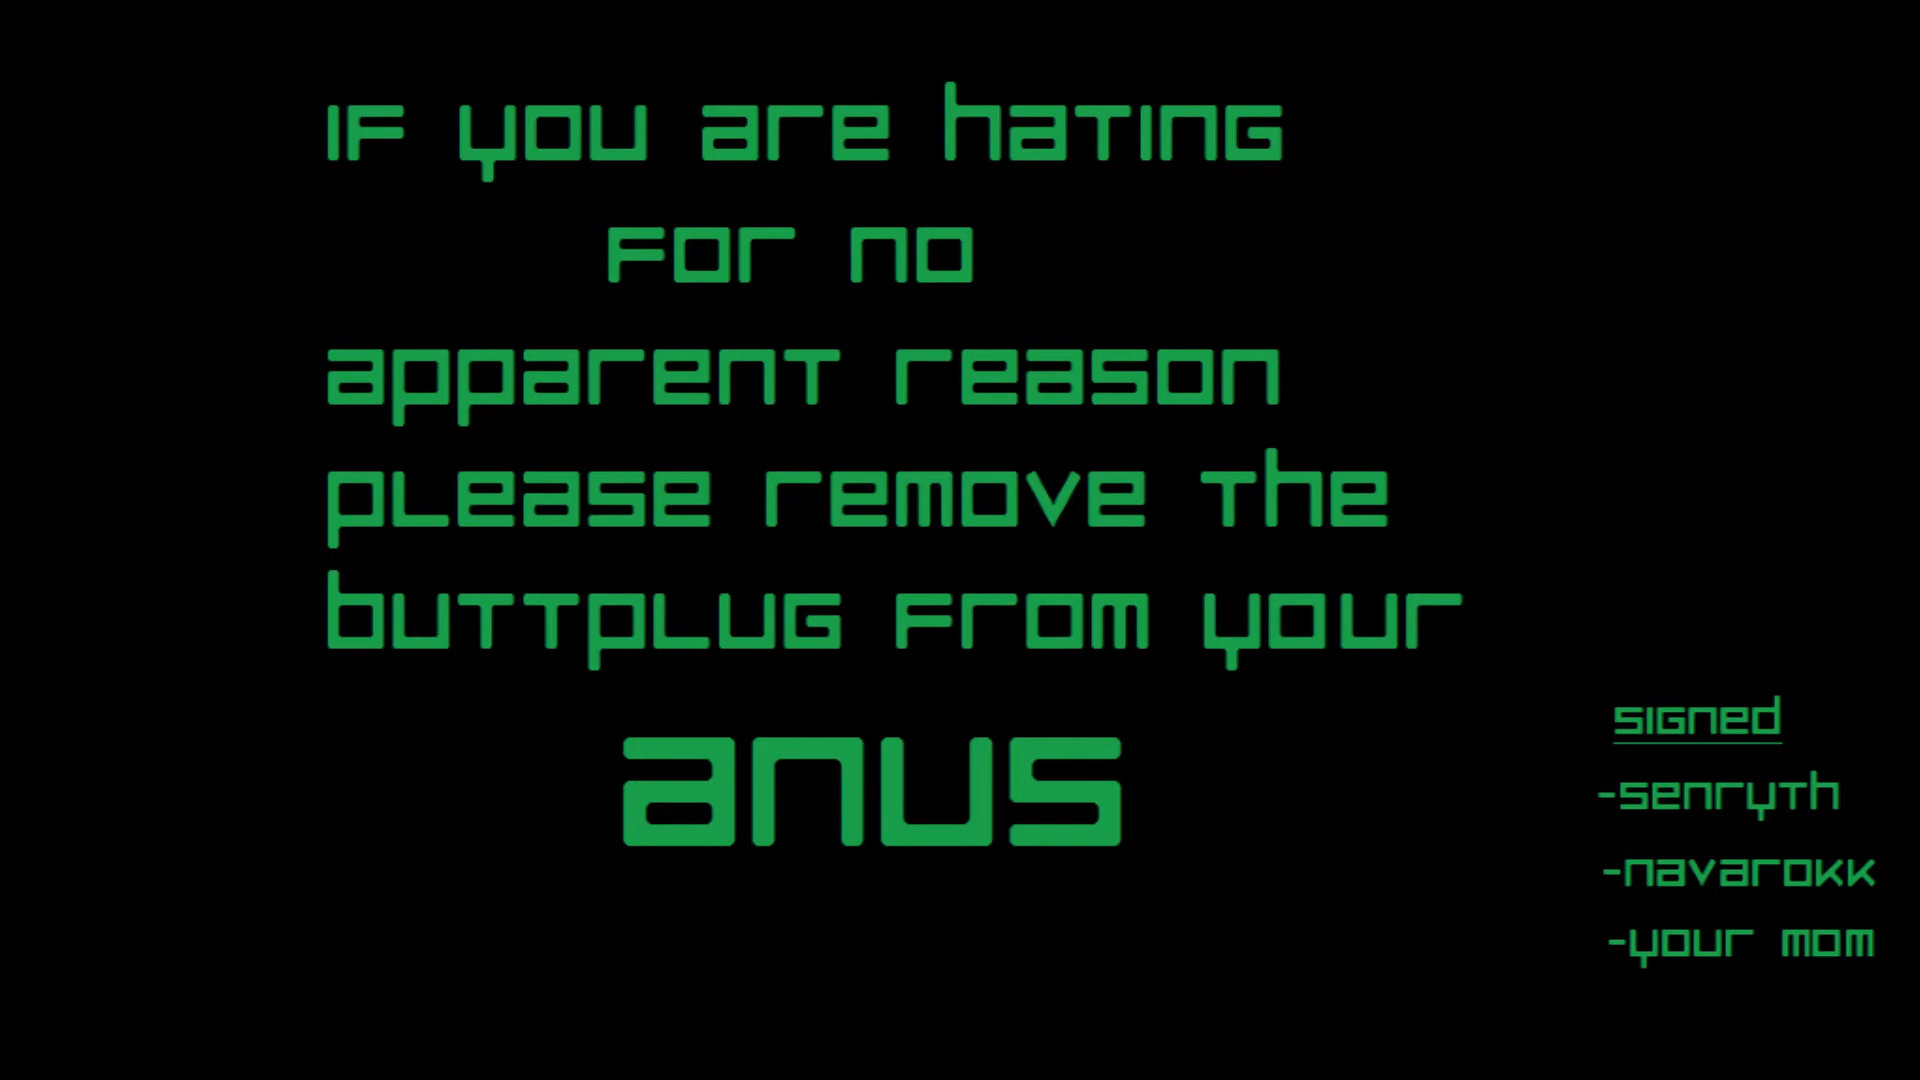 if you are hating
for no
apparent reason
please remove the
buttplug from your
anus
signed
-senryth
-navarokk
-your mom